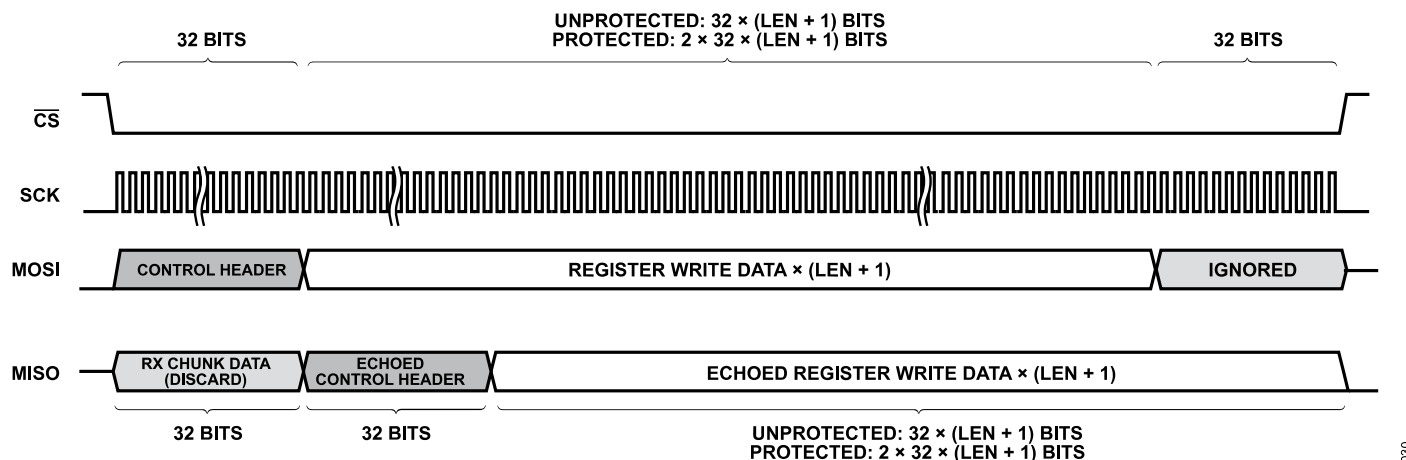 UNPROTECTED: 32 × (LEN + 1) BITS
32 BITS
PROTECTED: 2 × 32 × (LEN + 1) BITS
32 BITS
CS
SCK
MOSI
CONTROL HEADER
REGISTER WRITE DATA × (LEN + 1)
IGNORED
MISO
RX CHUNK DATA
(DISCARD)
ECHOED
CONTROL HEADER
ECHOED REGISTER WRITE DATA × (LEN + 1)
32 BITS
32 BITS
UNPROTECTED: 32 × (LEN + 1) BITS
PROTECTED: 2 × 32 × (LEN + 1) BITS